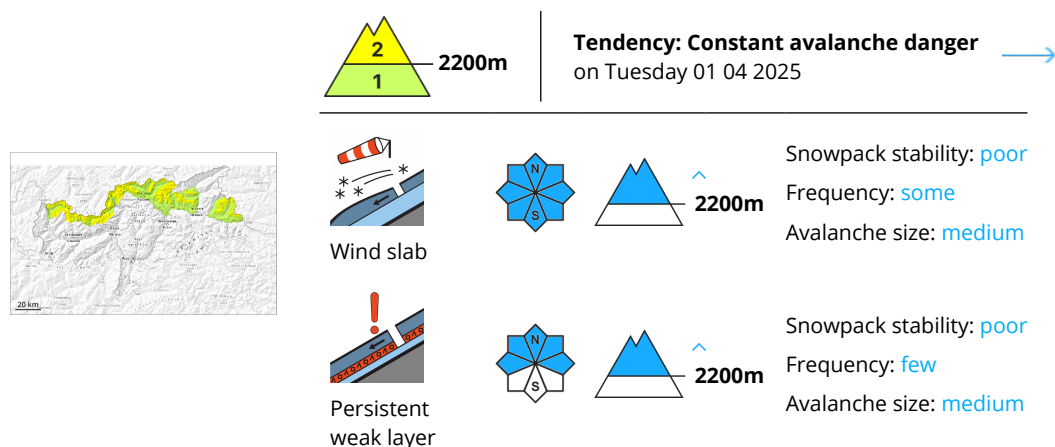 2
1
2200m
Tendency: Constant avalanche danger
on Tuesday 01 04 2025
20 km
Wind slab
N
S
2200m
Snowpack stability: poor
Frequency: some
Avalanche size: medium
Persistent
weak layer
N
S
2200m
Snowpack stability: poor
Frequency: few
Avalanche size: medium